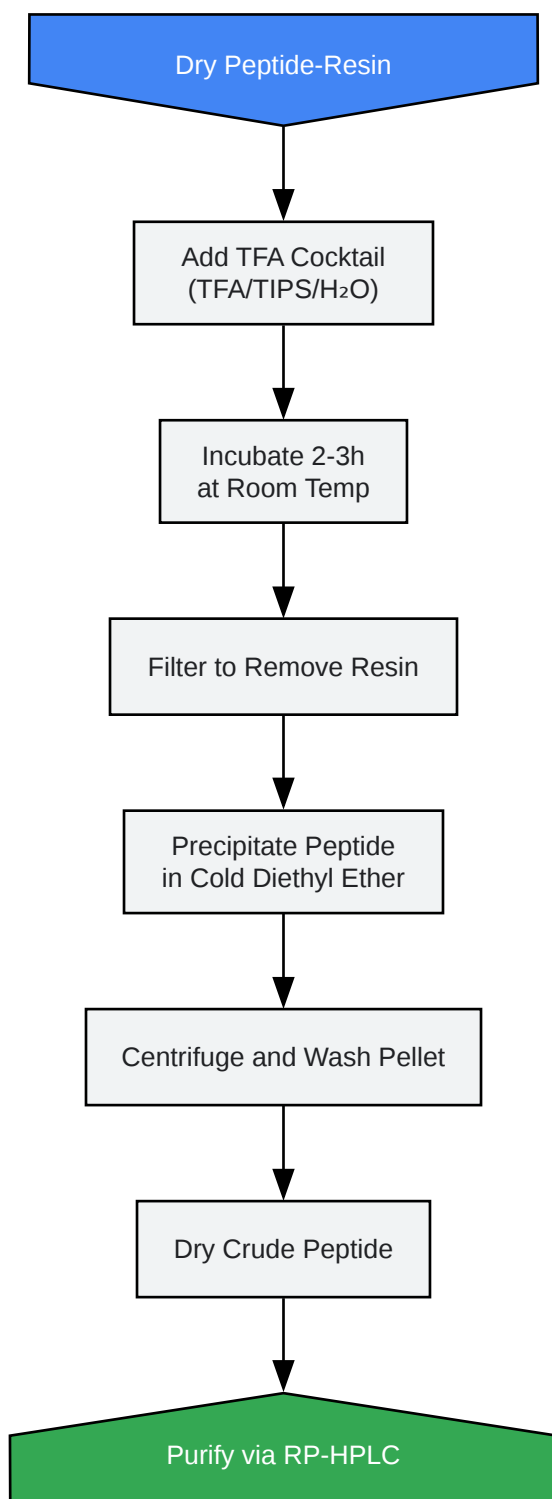 Dry Peptide-Resin
Add TFA Cocktail
(TFA/TIPS/H₂O)
Incubate 2-3h
at Room Temp
Filter to Remove Resin
Precipitate Peptide
in Cold Diethyl Ether
Centrifuge and Wash Pellet
Dry Crude Peptide
Purify via RP-HPLC